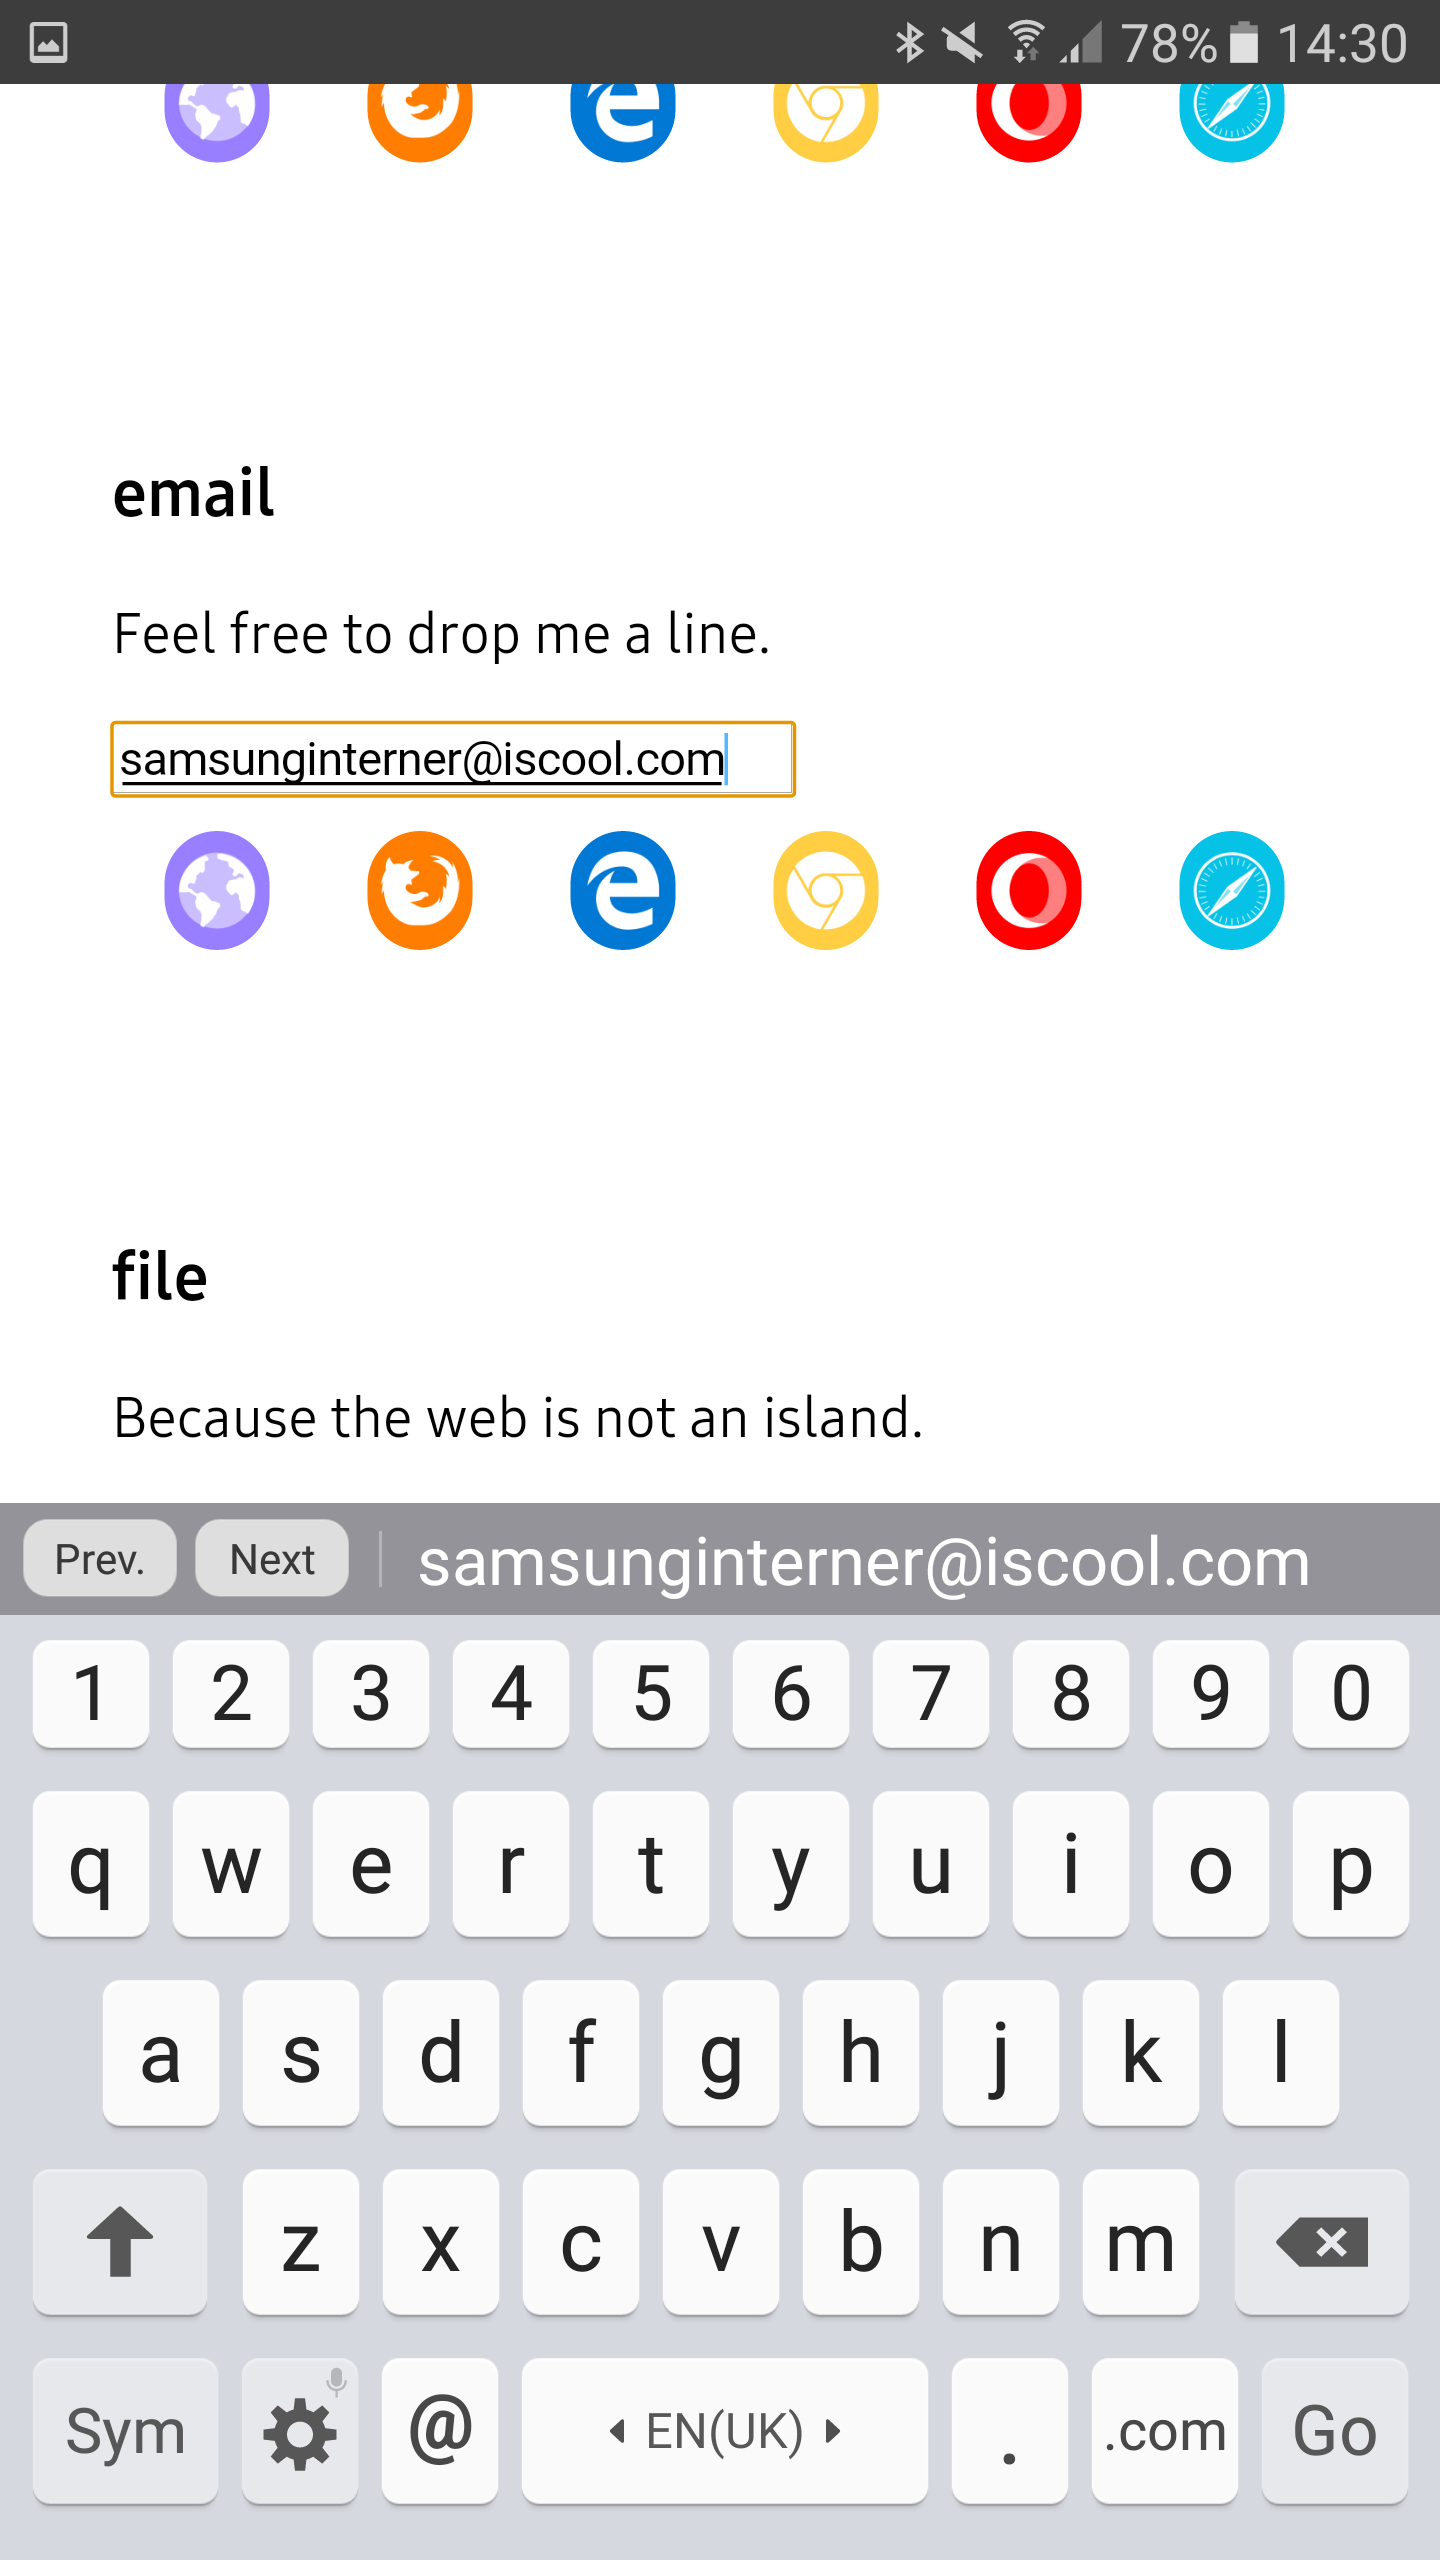 78% 14:30
email
Feel free to drop me a line.
samsunginterner@iscool.com
file
Because the web is not an island.
Prev. Next samsunginterner@iscool.com
1 2 3 4 5 6 7 8 9 0
q w e r t y u i o p
a s d f g h j k l
z x c v b n m
Sym @ EN(UK) . .com Go